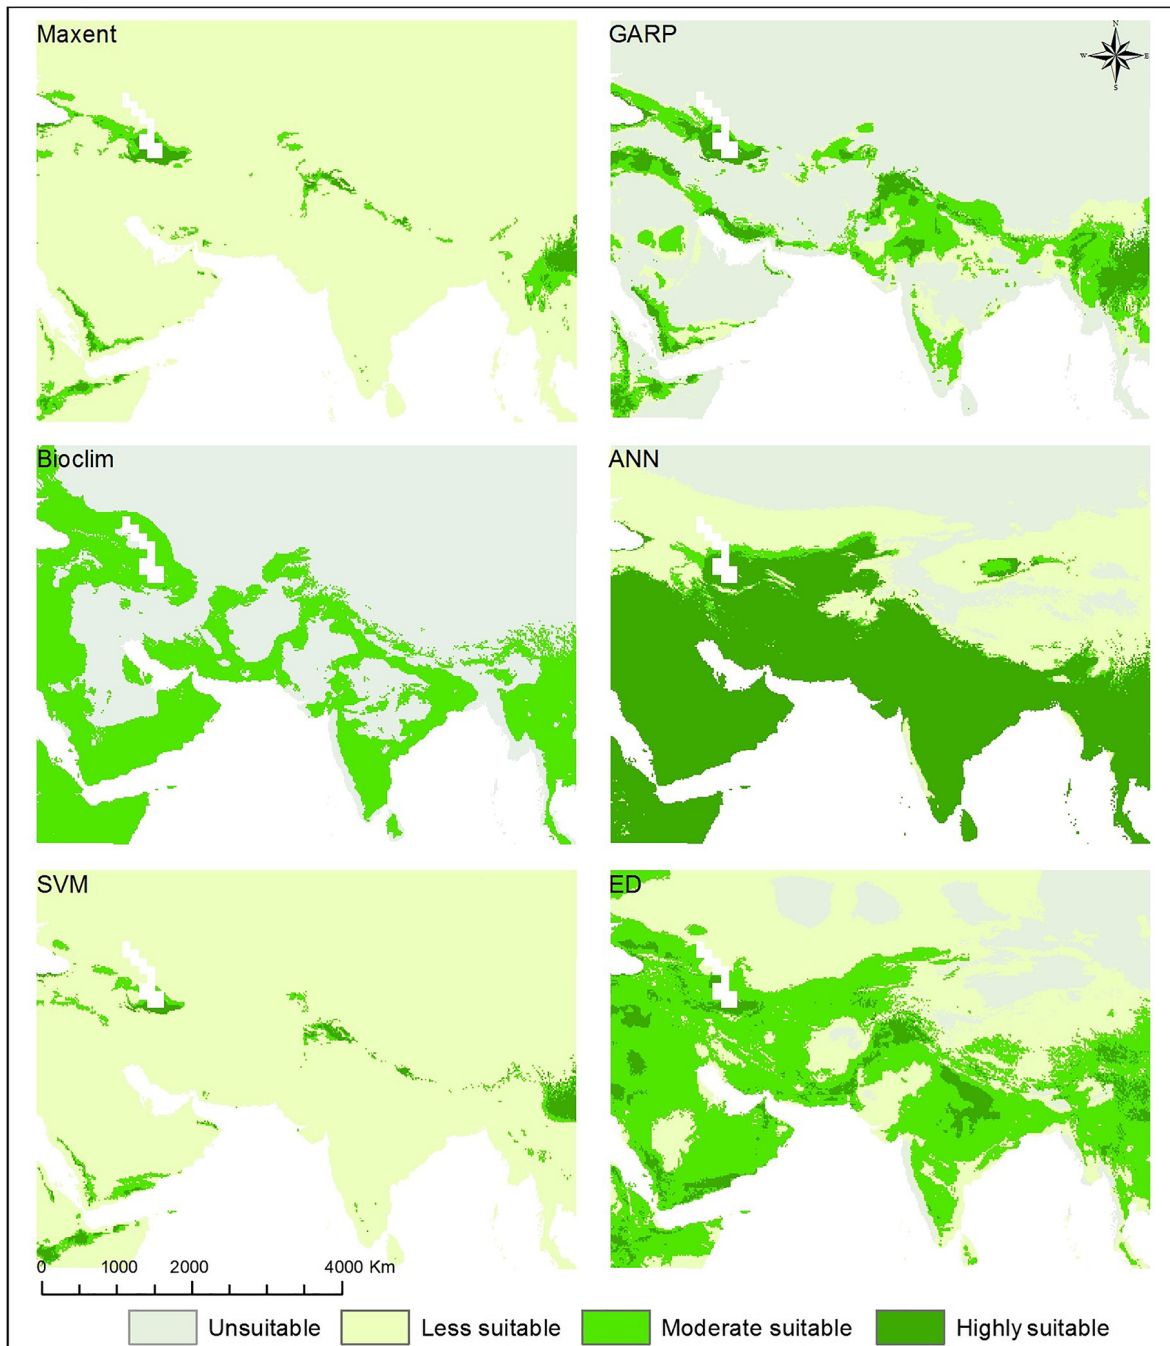 Maxent
GARP
N
W E
S
Bioclim
ANN
SVM
ED
0 1000 2000 4000 Km
Unsuitable Less suitable Moderate suitable Highly suitable